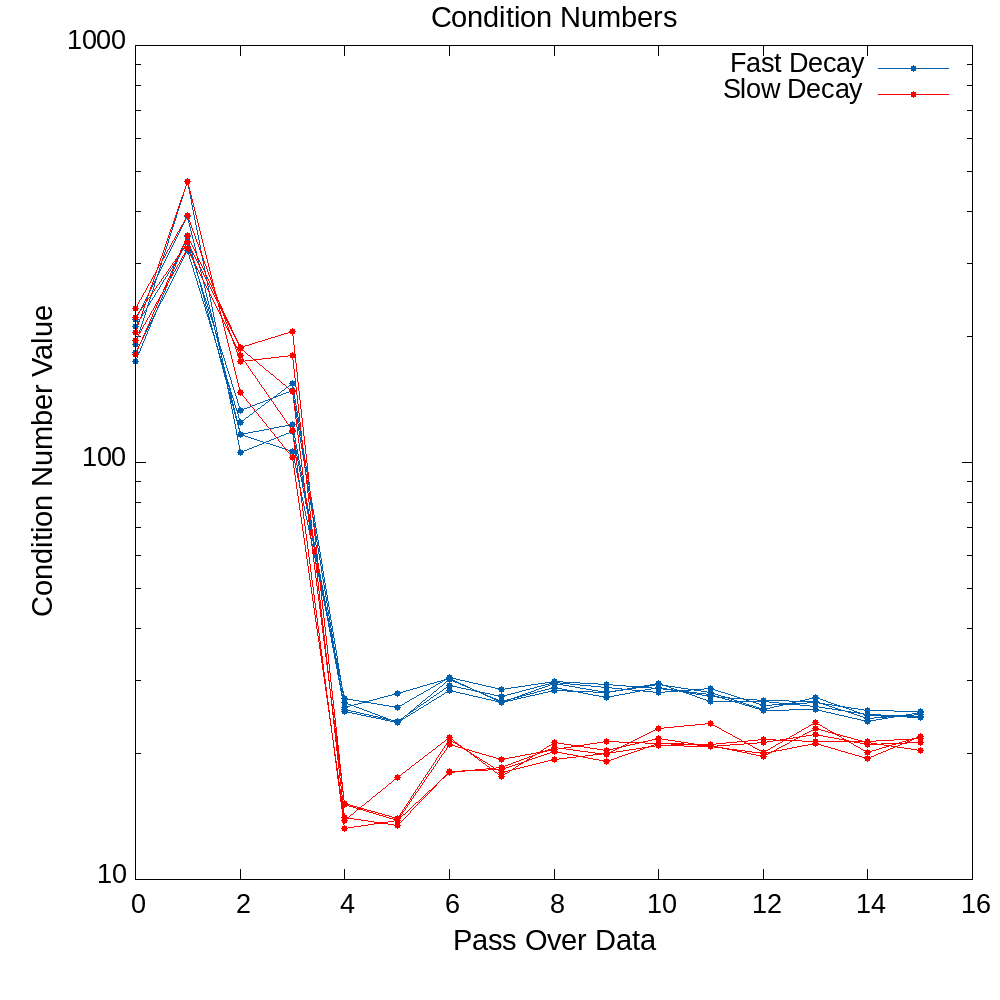 Condition Numbers
1000
Fast Decay
Slow Decay
Condition Number Value
100
10
0 2 4 6 8 10 12 14 16
Pass Over Data